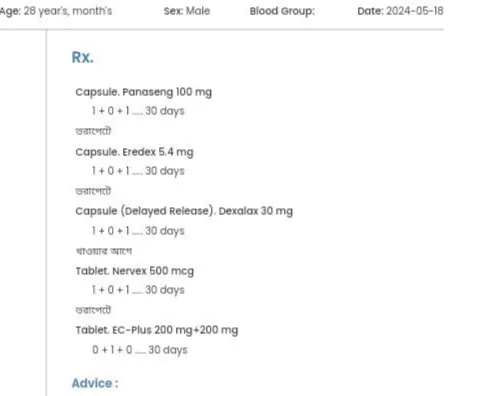 Age: 28 year's, month's Sex: Male Blood Group: Date: 2024-05-18
Rx.
Capsule. Panaseng 100 mg
1 + 0 + 1 ..... 30 days
ভরাপেটে
Capsule. Eredex 5.4 mg
1 + 0 + 1 ..... 30 days
ভরাপেটে
Capsule (Delayed Release). Dexalax 30 mg
1 + 0 + 1 ..... 30 days
খাওয়ার আগে
Tablet. Nervex 500 mcg
1 + 0 + 1 ..... 30 days
ভরাপেটে
Tablet. EC-Plus 200 mg+200 mg
0 + 1 + 0 ..... 30 days
Advice :